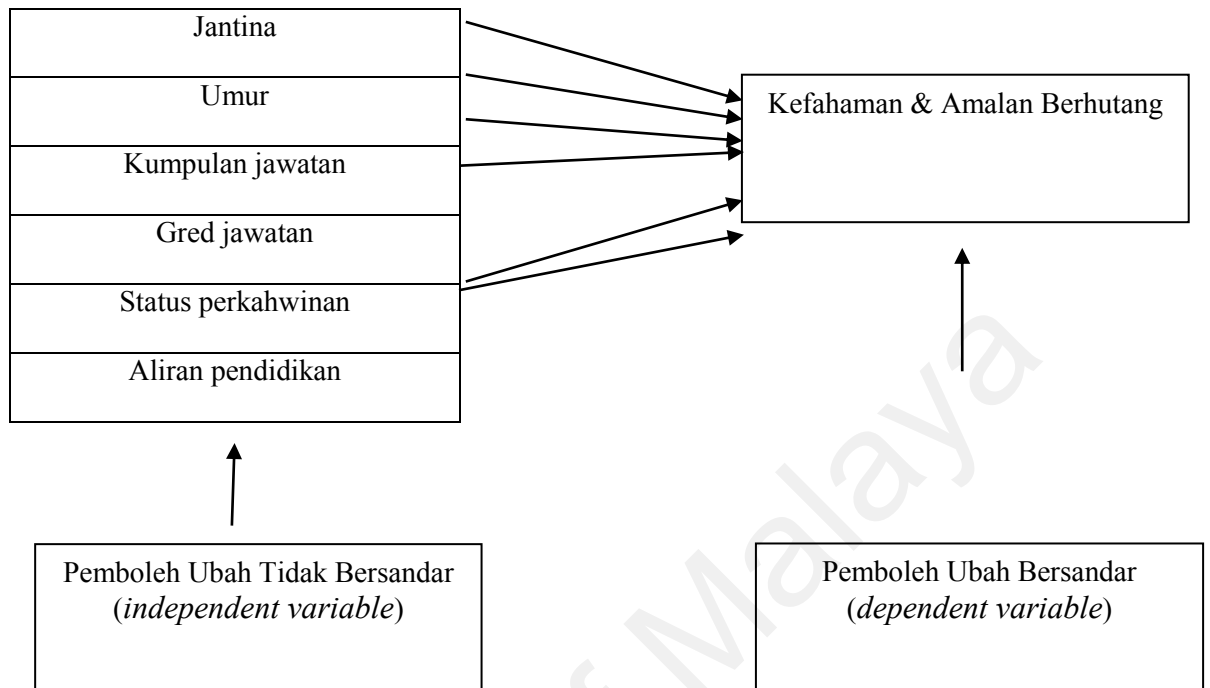 Jantina
Umur
Kumpulan jawatan
Gred jawatan
Status perkahwinan
Aliran pendidikan
Kefahaman & Amalan Berhutang
Pemboleh Ubah Tidak Bersandar
(independent variable)
Pemboleh Ubah Bersandar
(dependent variable)
f Malaya